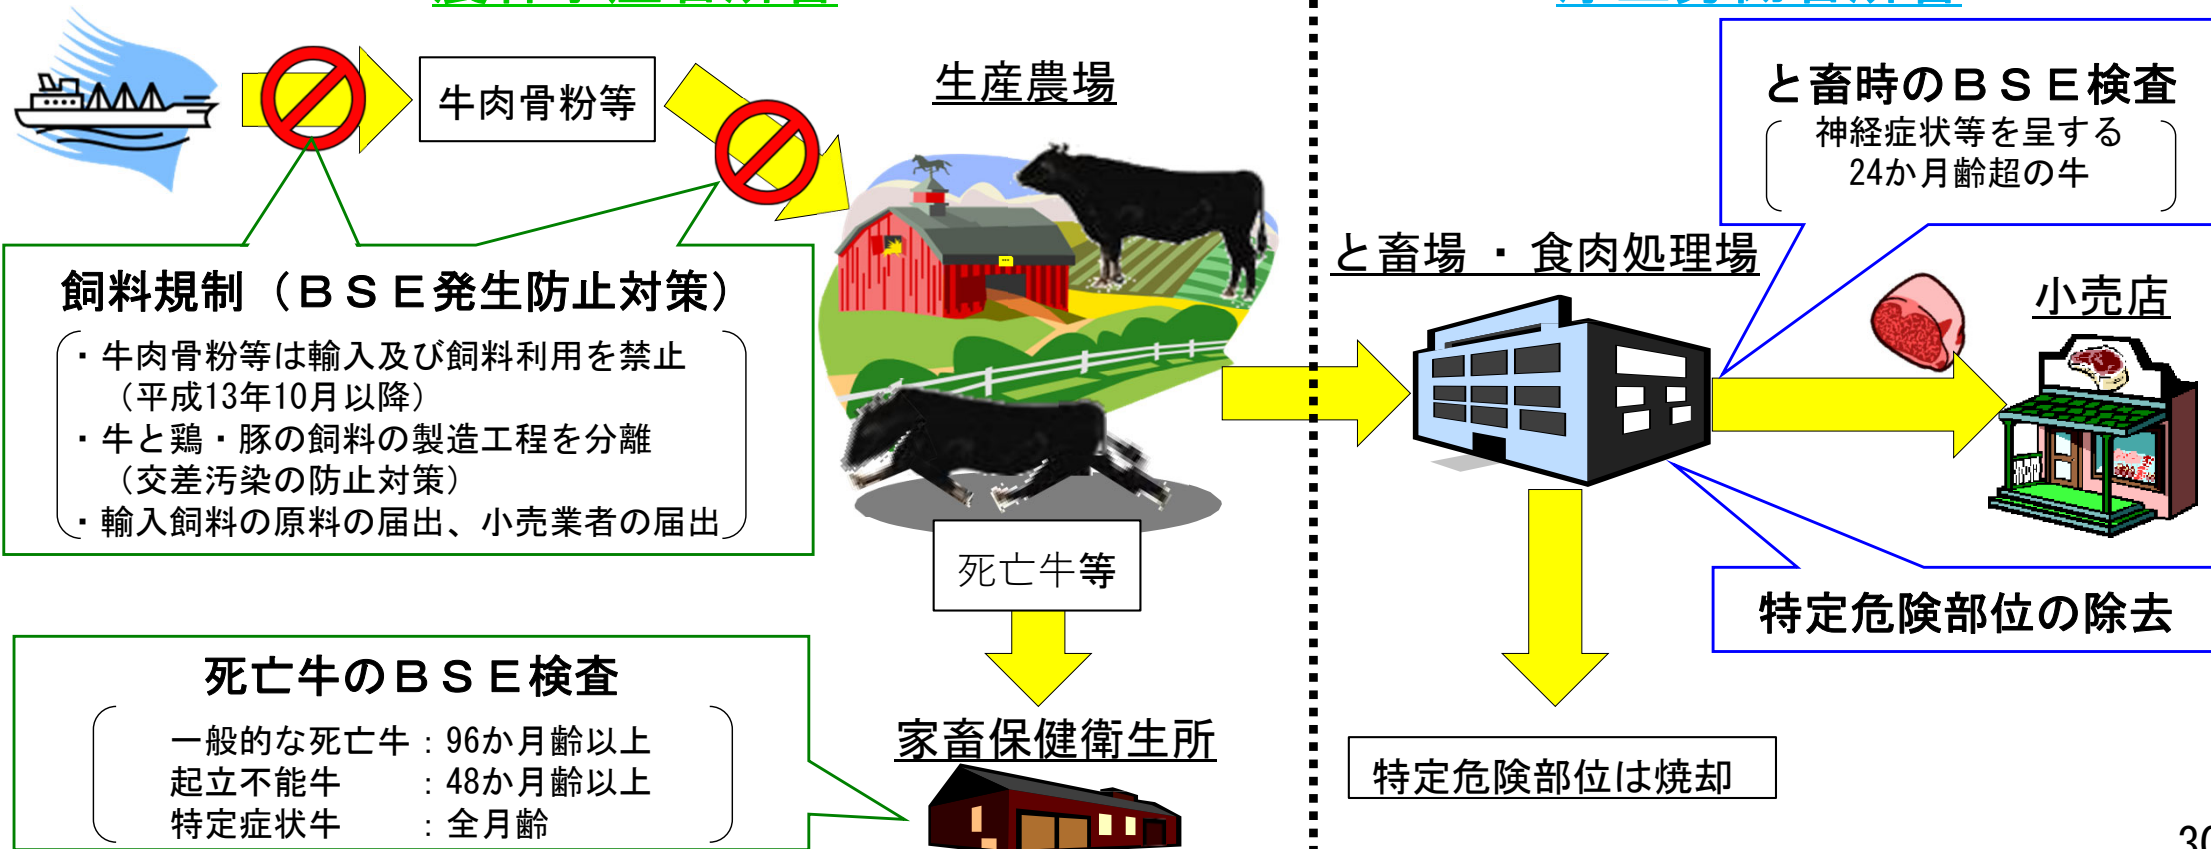 牛肉骨粉等
生産農場
と畜時のＢＳＥ検査
神経症状等を呈する
24か月齢超の牛
と畜場 ・ 食肉処理場
小売店
飼料規制（ＢＳＥ発生防止対策）
・牛肉骨粉等は輸入及び飼料利用を禁止
（平成13年10月以降）
・牛と鶏・豚の飼料の製造工程を分離
（交差汚染の防止対策）
・輸入飼料の原料の届出、小売業者の届出
死亡牛等
特定危険部位の除去
死亡牛のＢＳＥ検査
一般的な死亡牛：96か月齢以上
起立不能牛　　：48か月齢以上
特定症状牛　　：全月齢
家畜保健衛生所
特定危険部位は焼却